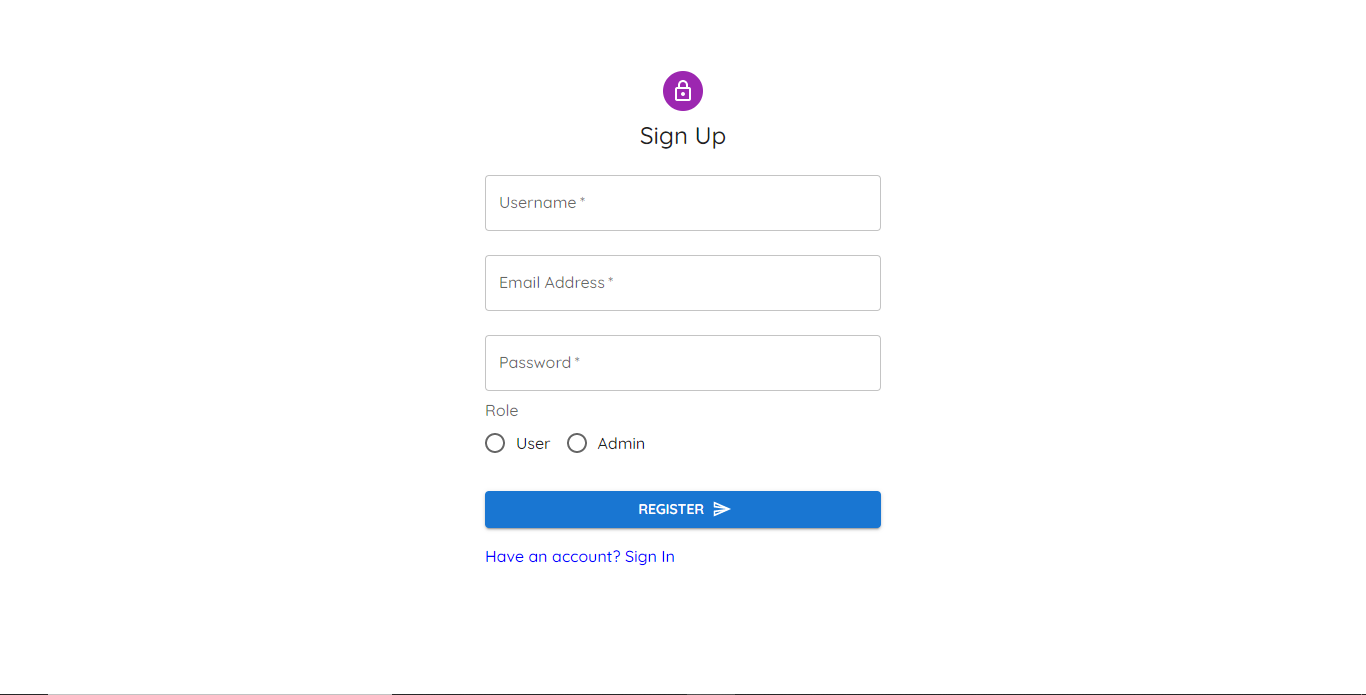 Sign Up
Username *
Email Address *
Password *
Role
User Admin
REGISTER
Have an account? Sign In